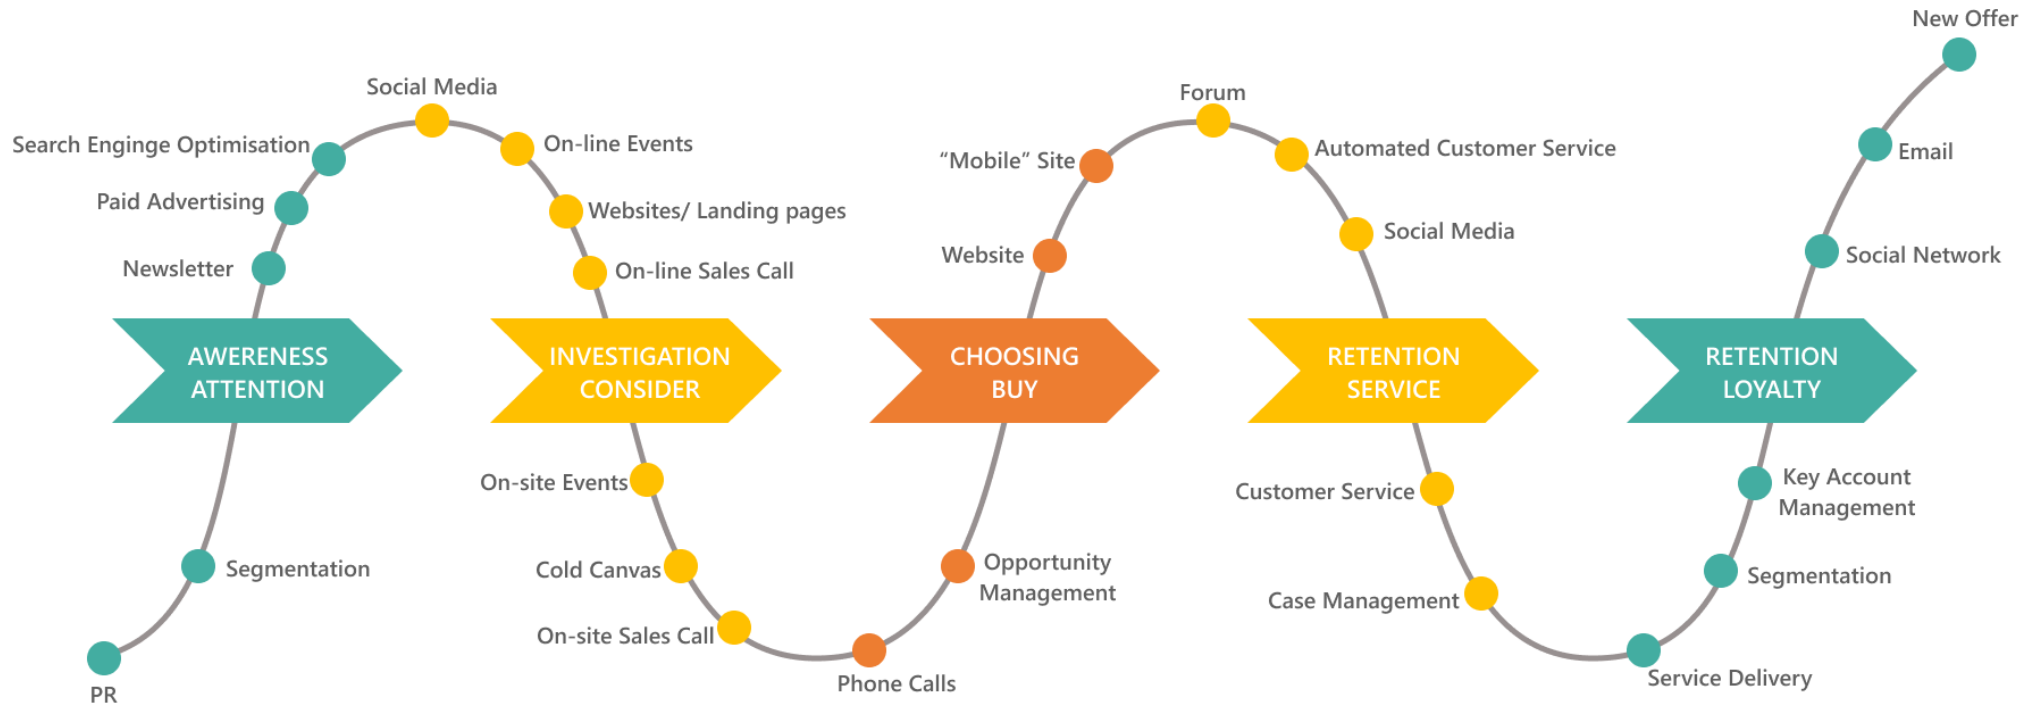 New Offer
Social Media
Forum
Search Enginge Optimisation
On-line Events
“Mobile” Site
Automated Customer Service
Email
Paid Advertising
Websites/ Landing pages
Website
Social Media
Social Network
Newsletter
On-line Sales Call
AWERENESS
ATTENTION
INVESTIGATION
CONSIDER
CHOOSING
BUY
RETENTION
SERVICE
RETENTION
LOYALTY
On-site Events
Customer Service
Key Account
Management
Segmentation
Cold Canvas
Opportunity
Management
Case Management
Segmentation
On-site Sales Call
PR
Phone Calls
Service Delivery